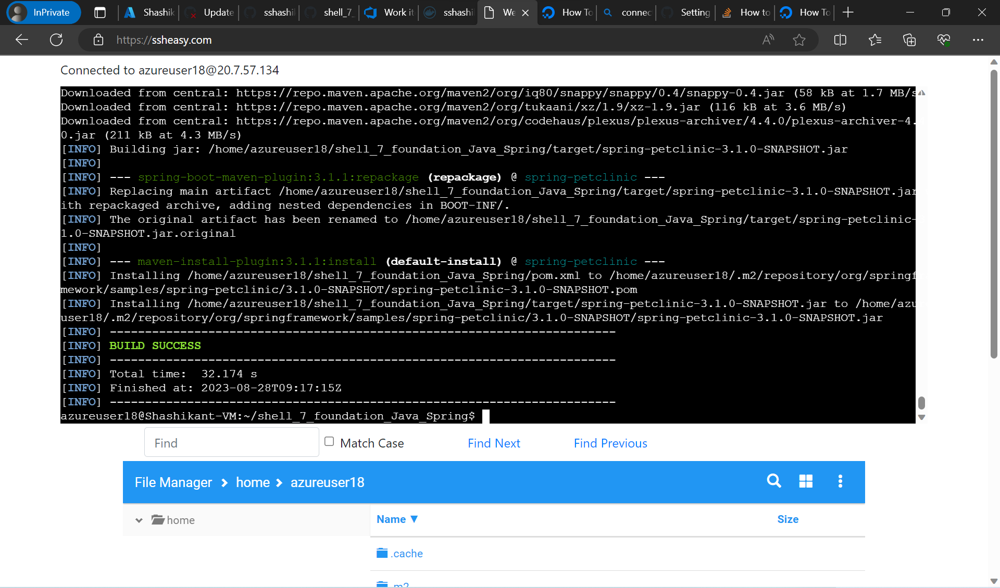 InPrivate
Shashik
Update
sshashi
shell_7_
Work it
sshashi
We
How To
connec
Setting
How to
How To
https://ssheasy.com
Connected to azureuser18@20.7.57.134
Downloaded from central: https://repo.maven.apache.org/maven2/org/iq80/snappy/snappy/0.4/snappy-0.4.jar (58 kB at 1.7 MB/s
Downloaded from central: https://repo.maven.apache.org/maven2/org/tukaani/xz/1.9/xz-1.9.jar (116 kB at 3.6 MB/s)
Downloaded from central: https://repo.maven.apache.org/maven2/org/codehaus/plexus/plexus-archiver/4.4.0/plexus-archiver-4.
0.jar (211 kB at 4.3 MB/s)
[INFO] Building jar: /home/azureuser18/shell_7_foundation_Java_Spring/target/spring-petclinic-3.1.0-SNAPSHOT.jar
[INFO]
[INFO] --- spring-boot-maven-plugin:3.1.1:repackage (repackage) @ spring-petclinic ---
[INFO] Replacing main artifact /home/azureuser18/shell_7_foundation_Java_Spring/target/spring-petclinic-3.1.0-SNAPSHOT.jar
ith repackaged archive, adding nested dependencies in BOOT-INF/.
[INFO] The original artifact has been renamed to /home/azureuser18/shell_7_foundation_Java_Spring/target/spring-petclinic-
1.0-SNAPSHOT.jar.original
[INFO]
[INFO] --- maven-install-plugin:3.1.1:install (default-install) @ spring-petclinic ---
[INFO] Installing /home/azureuser18/shell_7_foundation_Java_Spring/pom.xml to /home/azureuser18/.m2/repository/org/springf
mework/samples/spring-petclinic/3.1.0-SNAPSHOT/spring-petclinic-3.1.0-SNAPSHOT.pom
[INFO] Installing /home/azureuser18/shell_7_foundation_Java_Spring/target/spring-petclinic-3.1.0-SNAPSHOT.jar to /home/azu
user18/.m2/repository/org/springframework/samples/spring-petclinic/3.1.0-SNAPSHOT/spring-petclinic-3.1.0-SNAPSHOT.jar
[INFO] ------------------------------------------------------------------------
[INFO] BUILD SUCCESS
[INFO] ------------------------------------------------------------------------
[INFO] Total time:  32.174 s
[INFO] Finished at: 2023-08-28T09:17:15Z
[INFO] ------------------------------------------------------------------------
azureuser18@Shashikant-VM:~/shell_7_foundation_Java_Spring$
Find
Match Case
Find Next
Find Previous
File Manager > home > azureuser18
home
Name ▼
Size
.cache
.m2